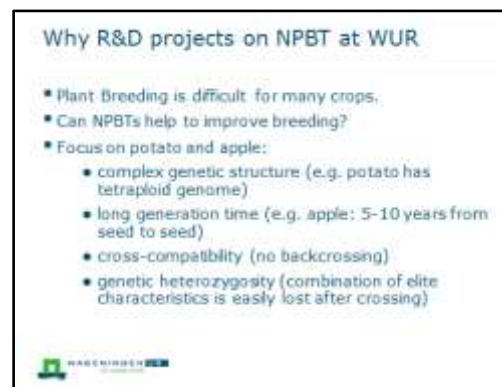 Why R&D projects on NPBT at WUR
▪ Plant Breeding is difficult for many crops.
▪ Can NPBTs help to improve breeding?
▪ Focus on potato and apple:
● complex genetic structure (e.g. potato has
tetraploid genome)
● long generation time (e.g. apple: 5-10 years from
seed to seed)
● cross-compatibility (no backcrossing)
● genetic heterozygosity (combination of elite
characteristics is easily lost after crossing)
WAGENINGEN UR